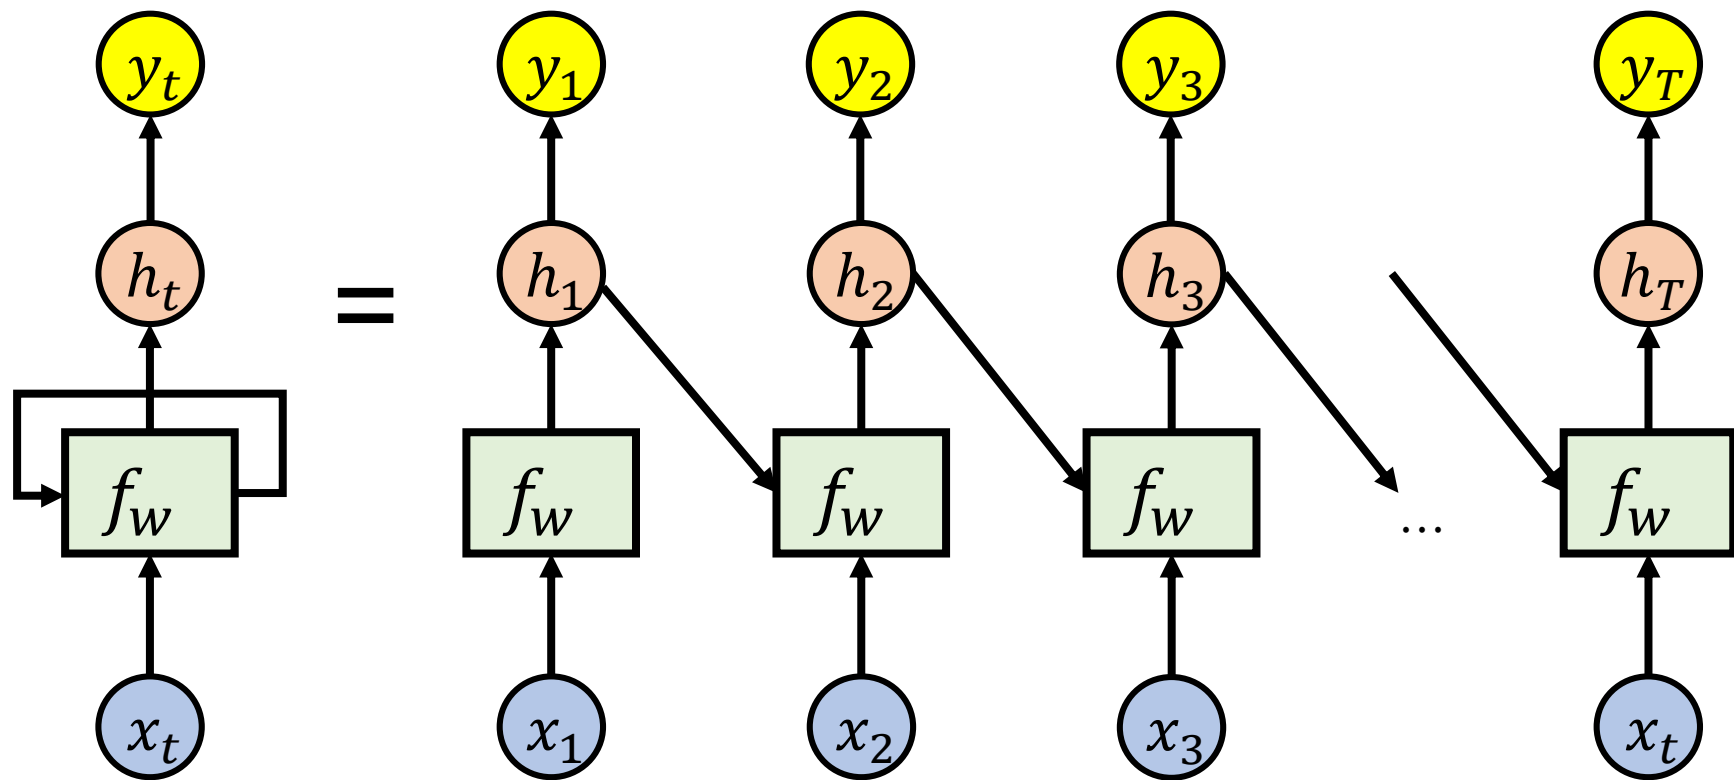 y_t y_1 y_2 y_3 y_T
h_t = h_1 h_2 h_3 h_T
f_w f_w f_w f_w ... f_w
x_t x_1 x_2 x_3 x_t